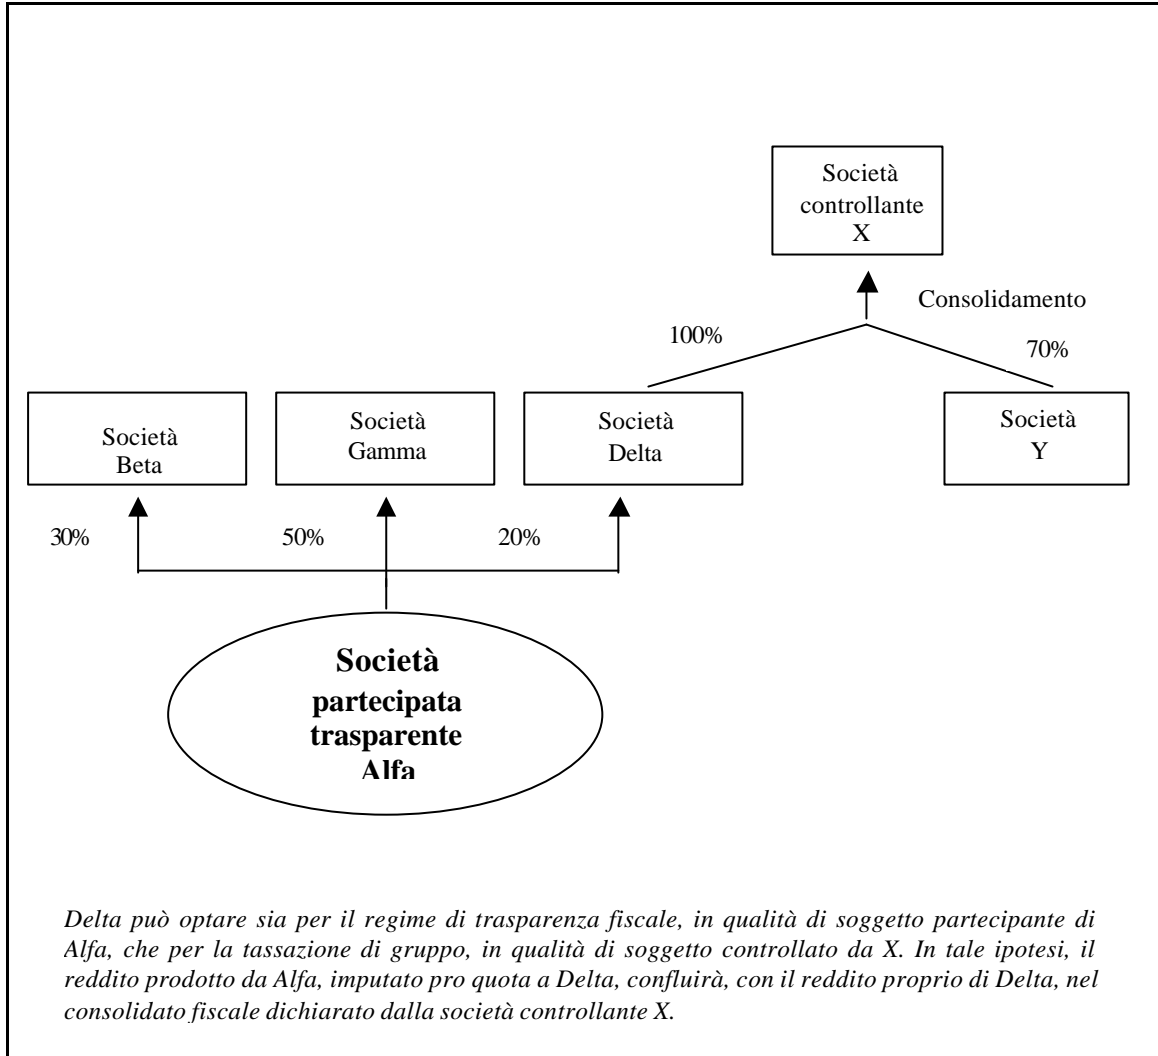 Società
controllante
X
Consolidamento
100%
70%
Società
Beta
Società
Gamma
Società
Delta
Società
Y
30%
50%
20%
Società
partecipata
trasparente
Alfa
Delta può optare sia per il regime di trasparenza fiscale, in qualità di soggetto partecipante di
Alfa, che per la tassazione di gruppo, in qualità di soggetto controllato da X. In tale ipotesi, il
reddito prodotto da Alfa, imputato pro quota a Delta, confluirà, con il reddito proprio di Delta, nel
consolidato fiscale dichiarato dalla società controllante X.